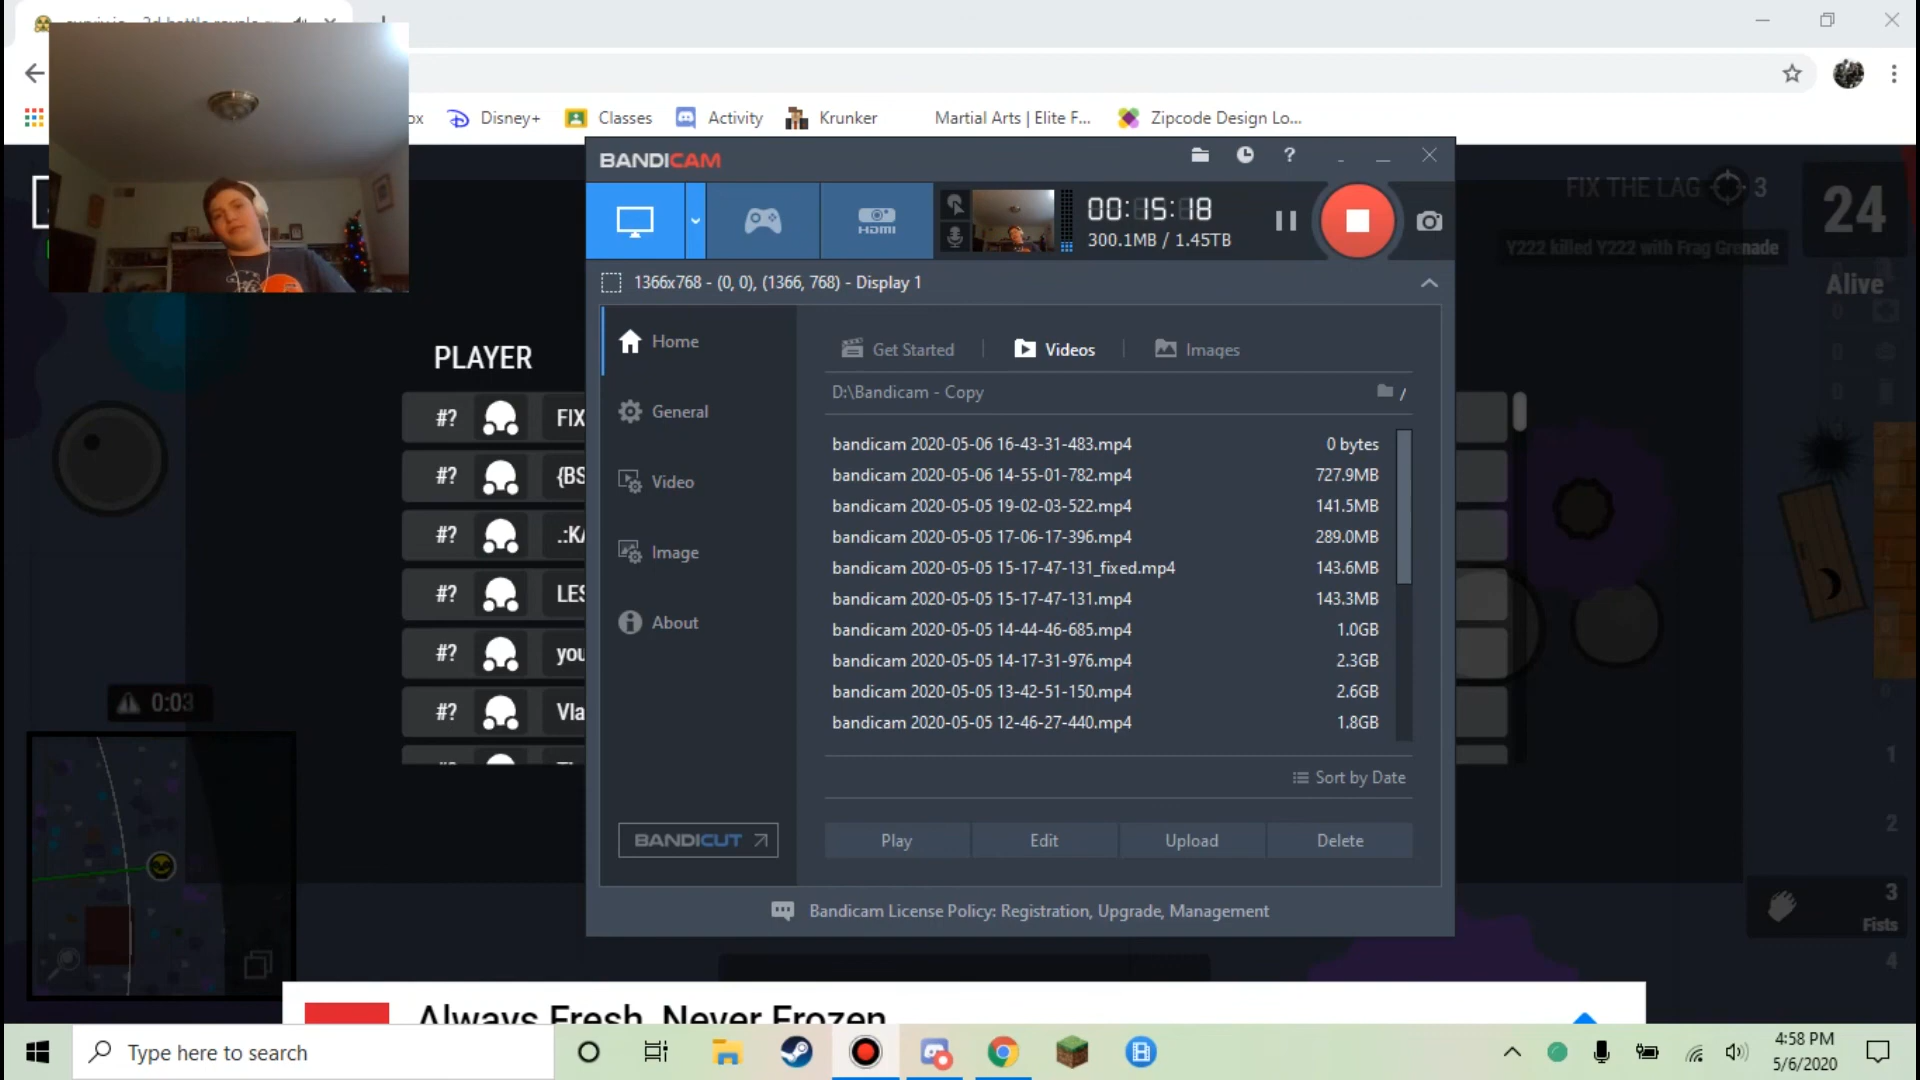 Disney+
Classes
Activity
Krunker
Martial Arts | Elite F...
Zipcode Design Lo...
BANDICAM
?
HDMI
00:15:18
300.1MB / 1.45TB
1366x768 - (0, 0), (1366, 768) - Display 1
FIX THE LAG
3
24
Y222 killed Y222 with Frag Grenade
Alive
PLAYER
#? FIX
#? {BS
#? .:KA
#? LES
#? you
#? Vla
0:03
Home
General
Video
Image
About
BANDICUT
Get Started
Videos
Images
D:\Bandicam - Copy
bandicam 2020-05-06 16-43-31-483.mp4 0 bytes
bandicam 2020-05-06 14-55-01-782.mp4 727.9MB
bandicam 2020-05-05 19-02-03-522.mp4 141.5MB
bandicam 2020-05-05 17-06-17-396.mp4 289.0MB
bandicam 2020-05-05 15-17-47-131_fixed.mp4 143.6MB
bandicam 2020-05-05 15-17-47-131.mp4 143.3MB
bandicam 2020-05-05 14-44-46-685.mp4 1.0GB
bandicam 2020-05-05 14-17-31-976.mp4 2.3GB
bandicam 2020-05-05 13-42-51-150.mp4 2.6GB
bandicam 2020-05-05 12-46-27-440.mp4 1.8GB
Sort by Date
Play Edit Upload Delete
Bandicam License Policy: Registration, Upgrade, Management
1
2
3
Fists
4
Always Fresh, Never Frozen
Type here to search
4:58 PM
5/6/2020